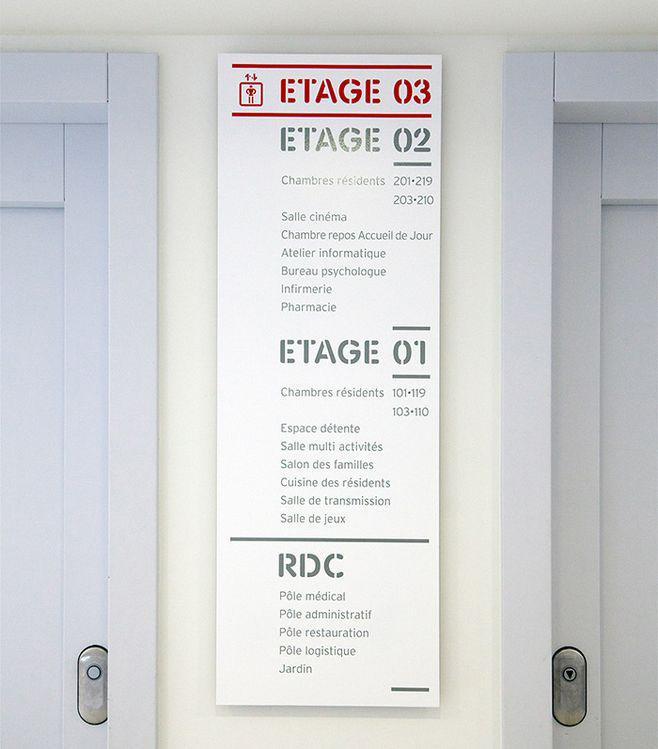 ETAGE 03
ETAGE 02
Chambres résidents 201•219
203•210
Salle cinéma
Chambre repos Accueil de Jour
Atelier informatique
Bureau psychologue
Infirmerie
Pharmacie
ETAGE 01
Chambres résidents 101•119
103•110
Espace détente
Salle multi activités
Salon des familles
Cuisine des résidents
Salle de transmission
Salle de jeux
RDC
Pôle médical
Pôle administratif
Pôle restauration
Pôle logistique
Jardin